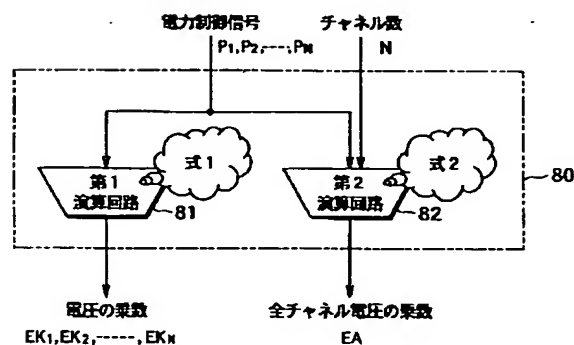 電力制御信号
P1,P2,---,PN
チャネル数
N
式1
式2
第1
演算回路
81
第2
演算回路
82
80
電圧の乗数
EK1,EK2,-----,EKN
全チャネル電圧の乗数
EA